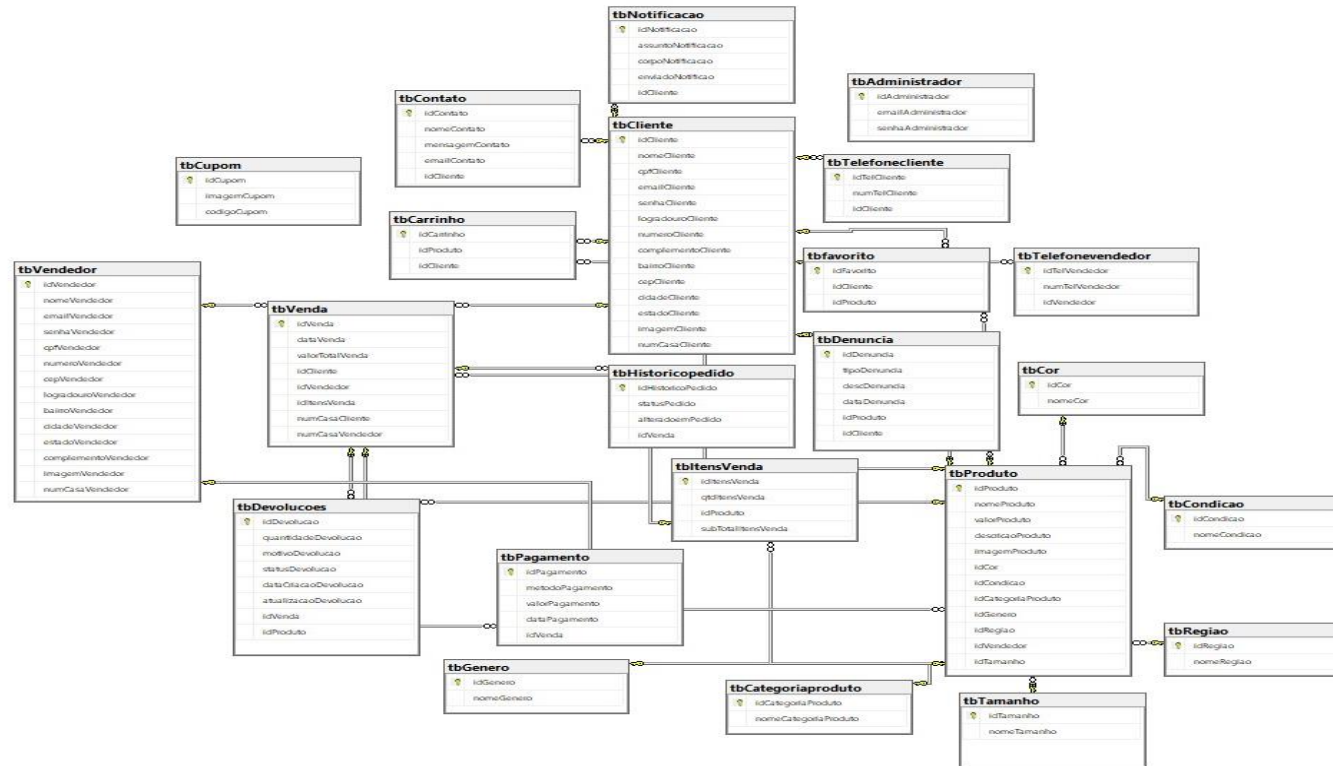 tbNotificacao
idNotificacao
assuntoNotificacao
corpoNotificacao
enviadoNotificao
idCliente
tbAdministrador
idAdministrador
emailAdministrador
senhaAdministrador
tbContato
idContato
nomeContato
mensagemContato
emailContato
idCliente
tbCliente
idCliente
nomeCliente
cpfCliente
emailCliente
senhaCliente
logradouroCliente
numeroCliente
complementoCliente
bairroCliente
cepCliente
cidadeCliente
estadoCliente
imagemCliente
numCasaCliente
tbTelefonecliente
idTelCliente
numTelCliente
idCliente
tbCupom
idCupom
imagemCupom
codigoCupom
tbCarrinho
idCarrinho
idProduto
idCliente
tbfavorito
idFavorito
idCliente
idProduto
tbTelefonevendedor
idTelVendedor
numTelVendedor
idVendedor
tbVendedor
idVendedor
nomeVendedor
emailVendedor
senhaVendedor
cpfVendedor
numeroVendedor
cepVendedor
logradouroVendedor
bairroVendedor
cidadeVendedor
estadoVendedor
complementoVendedor
imagemVendedor
numCasaVendedor
tbVenda
idVenda
dataVenda
valorTotalVenda
idCliente
idVendedor
idItensVenda
numCasaCliente
numCasaVendedor
tbDenuncia
idDenuncia
tipoDenuncia
descDenuncia
dataDenuncia
idProduto
idCliente
tbHistoricopedido
idHistoricoPedido
statusPedido
alteradoemPedido
idVenda
tbCor
idCor
nomeCor
tbItensVenda
idItensVenda
qtdItensVenda
idProduto
subTotalItensVenda
tbProduto
idProduto
nomeProduto
valorProduto
descricaoProduto
imagemProduto
idCor
idCondicao
idCategoriaProduto
idGenero
idRegiao
idVendedor
idTamanho
tbCondicao
idCondicao
nomeCondicao
tbDevolucoes
idDevolucao
quantidadeDevolucao
motivoDevolucao
statusDevolucao
dataCriacaoDevolucao
atualizacaoDevolucao
idVenda
idProduto
tbPagamento
idPagamento
metodoPagamento
valorPagamento
dataPagamento
idVenda
tbRegiao
idRegiao
nomeRegiao
tbGenero
idGenero
nomeGenero
tbCategoriaproduto
idCategoriaProduto
nomeCategoriaProduto
tbTamanho
idTamanho
nomeTamanho